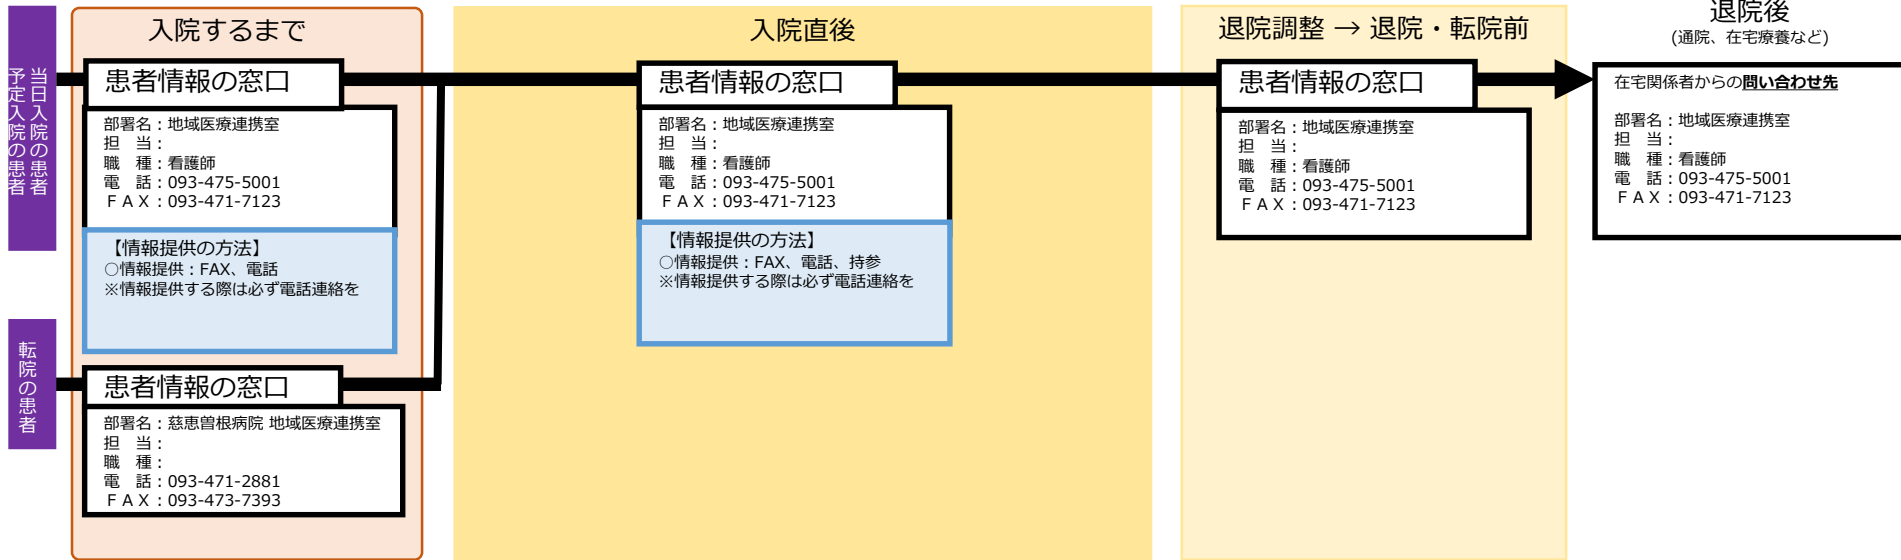 当日入院の患者
予定入院の患者
入院するまで
患者情報の窓口
部署名：地域医療連携室
担　当：
職　種：看護師
電　話：093-475-5001
ＦＡＸ：093-471-7123
【情報提供の方法】
○情報提供：FAX、電話
※情報提供する際は必ず電話連絡を
転院の患者
患者情報の窓口
部署名：慈恵曽根病院 地域医療連携室
担　当：
職　種：
電　話：093-471-2881
ＦＡＸ：093-473-7393
入院直後
患者情報の窓口
部署名：地域医療連携室
担　当：
職　種：看護師
電　話：093-475-5001
ＦＡＸ：093-471-7123
【情報提供の方法】
○情報提供：FAX、電話、持参
※情報提供する際は必ず電話連絡を
退院調整 → 退院・転院前
患者情報の窓口
部署名：地域医療連携室
担　当：
職　種：看護師
電　話：093-475-5001
ＦＡＸ：093-471-7123
退院後
(通院、在宅療養など)
在宅関係者からの問い合わせ先
部署名：地域医療連携室
担　当：
職　種：看護師
電　話：093-475-5001
ＦＡＸ：093-471-7123